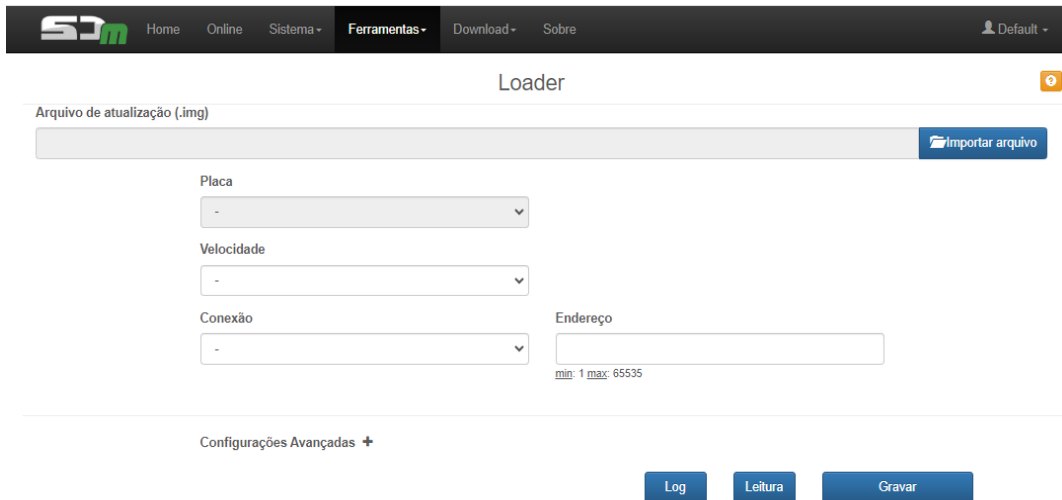 SDm Home Online Sistema Ferramentas Download Sobre Default
Loader
Arquivo de atualização (.img)
Importar arquivo
Placa
-
Velocidade
-
Conexão Endereço
-
min: 1 max: 65535
Configurações Avançadas +
Log Leitura Gravar